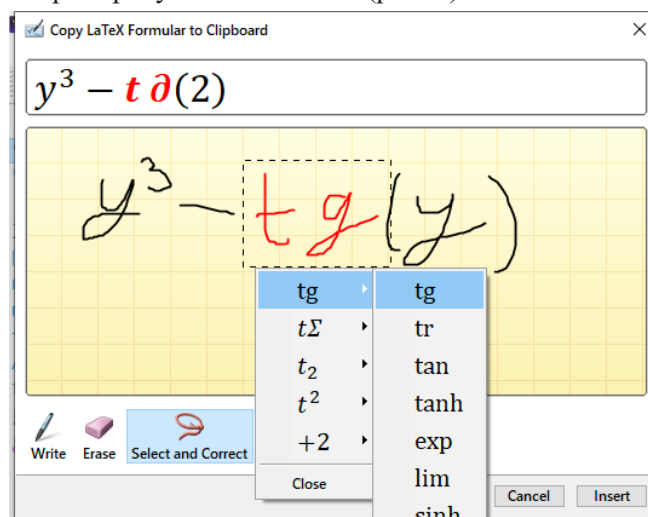 Copy LaTeX Formular to Clipboard
y³ − t ∂(2)
y³ − tg(y)
tg tg
tΣ tr
t₂ tan
t² tanh
+2 exp
Close lim
sinh
Write Erase Select and Correct
Cancel Insert